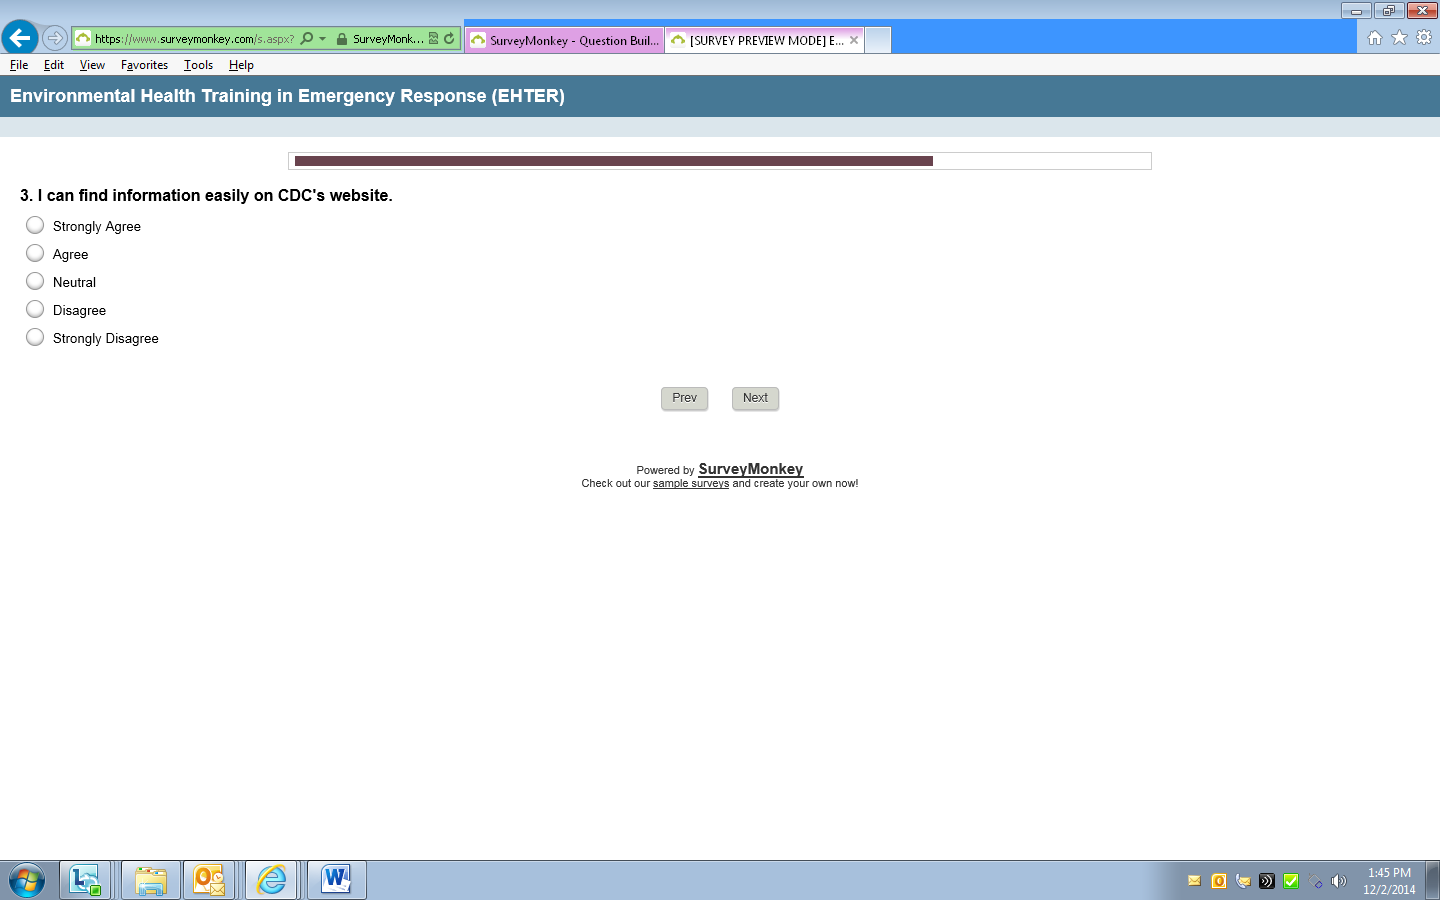 https://www.surveymonkey.com/s.aspx? SurveyMonk... SurveyMonkey - Question Buil... [SURVEY PREVIEW MODE] E...
File Edit View Favorites Tools Help
Environmental Health Training in Emergency Response (EHTER)
3. I can find information easily on CDC's website.
Strongly Agree
Agree
Neutral
Disagree
Strongly Disagree
Prev Next
Powered by SurveyMonkey
Check out our sample surveys and create your own now!
1:45 PM
12/2/2014